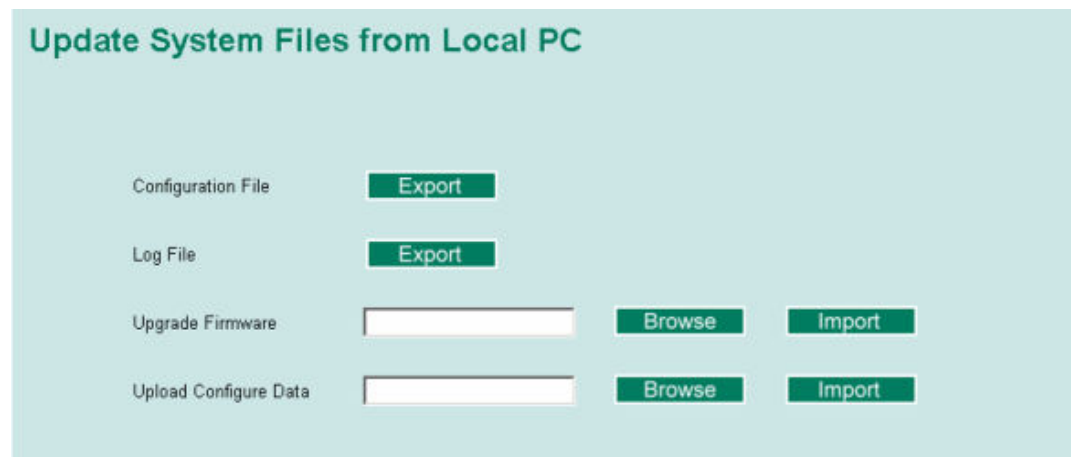 Update System Files from Local PC
Configuration File Export
Log File Export
Upgrade Firmware Browse Import
Upload Configure Data Browse Import